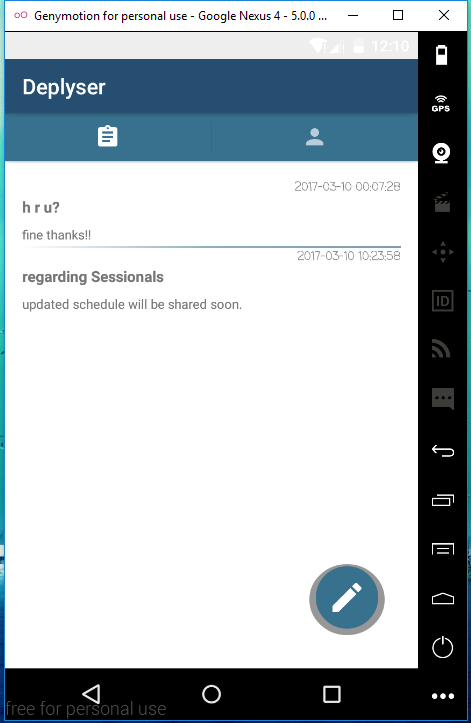 Genymotion for personal use - Google Nexus 4 - 5.0.0 ...
12:10
Deplyser
GPS
2017-03-10 00:07:28
h r u?
fine thanks!!
2017-03-10 10:23:58
regarding Sessionals
updated schedule will be shared soon.
ID
free for personal use